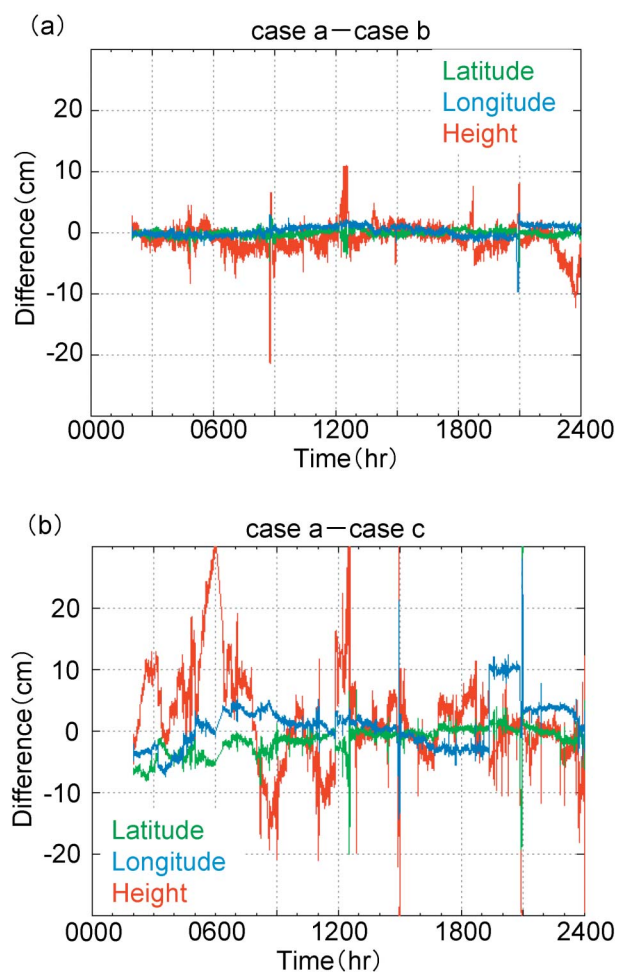 (a)
case a—case b
Latitude
Longitude
Height
Difference(cm)
20
10
0
-10
-20
0000 0600 1200 1800 2400
Time(hr)
(b)
case a—case c
Difference(cm)
20
10
0
-10
-20
Latitude
Longitude
Height
0000 0600 1200 1800 2400
Time(hr)